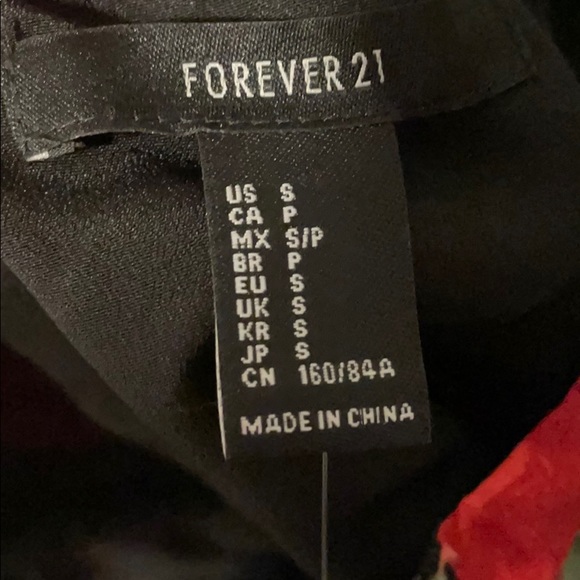 FOREVER 21
US S
CA P
MX S/P
BR P
EU S
UK S
KR S
JP S
CN 160/84A
MADE IN CHINA